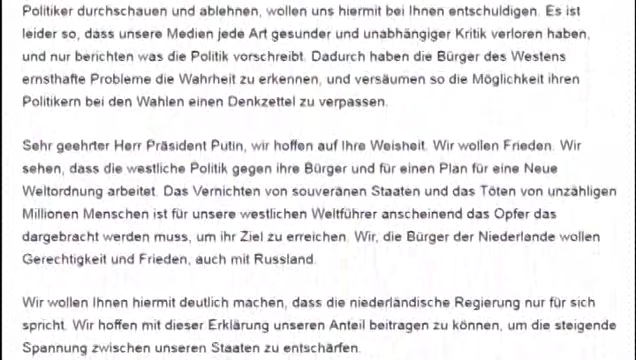 Politiker durchschauen und ablehnen, wollen uns hiermit bei Ihnen entschuldigen. Es ist
leider so, dass unsere Medien jede Art gesunder und unabhängiger Kritik verloren haben,
und nur berichten was die Politik vorschreibt. Dadurch haben die Bürger des Westens
ernsthafte Probleme die Wahrheit zu erkennen, und versäumen so die Möglichkeit ihren
Politikern bei den Wahlen einen Denkzettel zu verpassen.
Sehr geehrter Herr Präsident Putin, wir hoffen auf Ihre Weisheit. Wir wollen Frieden. Wir
sehen, dass die westliche Politik gegen ihre Bürger und für einen Plan für eine Neue
Weltordnung arbeitet. Das Vernichten von souveränen Staaten und das Töten von unzähligen
Millionen Menschen ist für unsere westlichen Weltführer anscheinend das Opfer das
dargebracht werden muss, um ihr Ziel zu erreichen. Wir, die Bürger der Niederlande wollen
Gerechtigkeit und Frieden, auch mit Russland.
Wir wollen Ihnen hiermit deutlich machen, dass die niederländische Regierung nur für sich
spricht. Wir hoffen mit dieser Erklärung unseren Anteil beitragen zu können, um die steigende
Spannung zwischen unseren Staaten zu entschärfen.